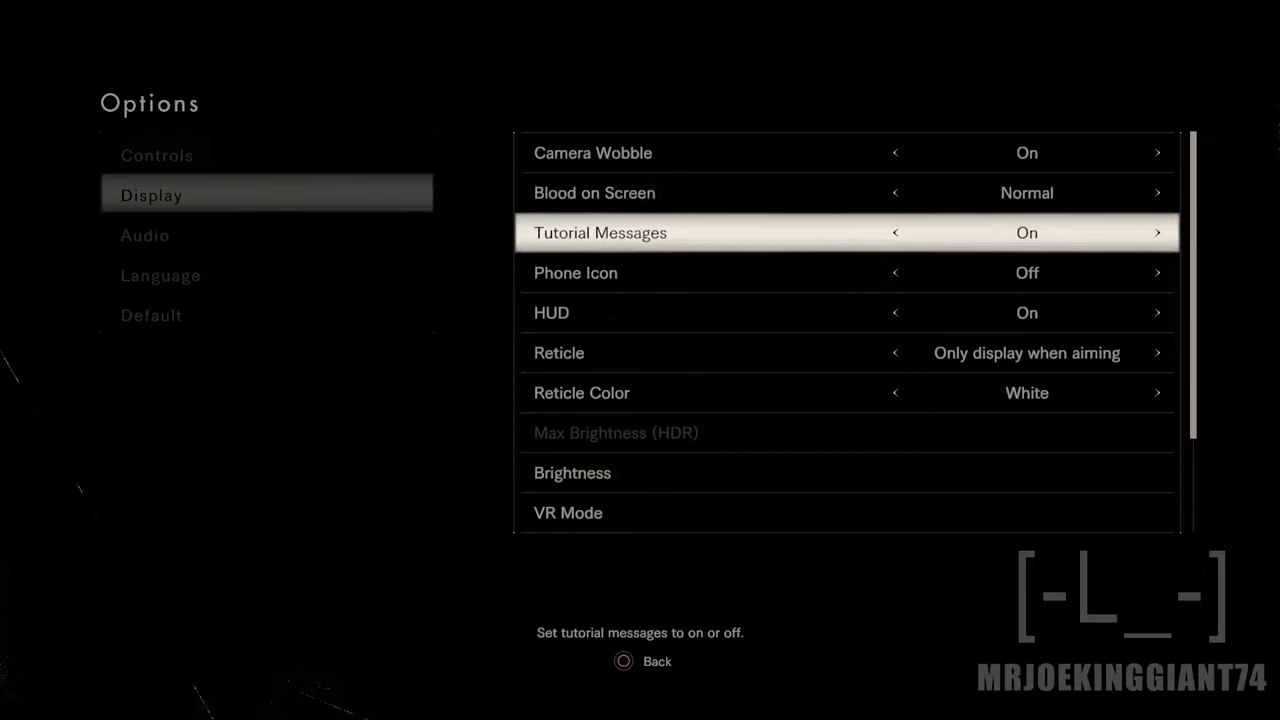 Options
Controls
Display
Audio
Language
Default
Camera Wobble < On >
Blood on Screen < Normal >
Tutorial Messages < On >
Phone Icon < Off >
HUD < On >
Reticle < Only display when aiming >
Reticle Color < White >
Max Brightness (HDR)
Brightness
VR Mode
Set tutorial messages to on or off.
Back
[-L_-]
MRJOEKINGGIANT74